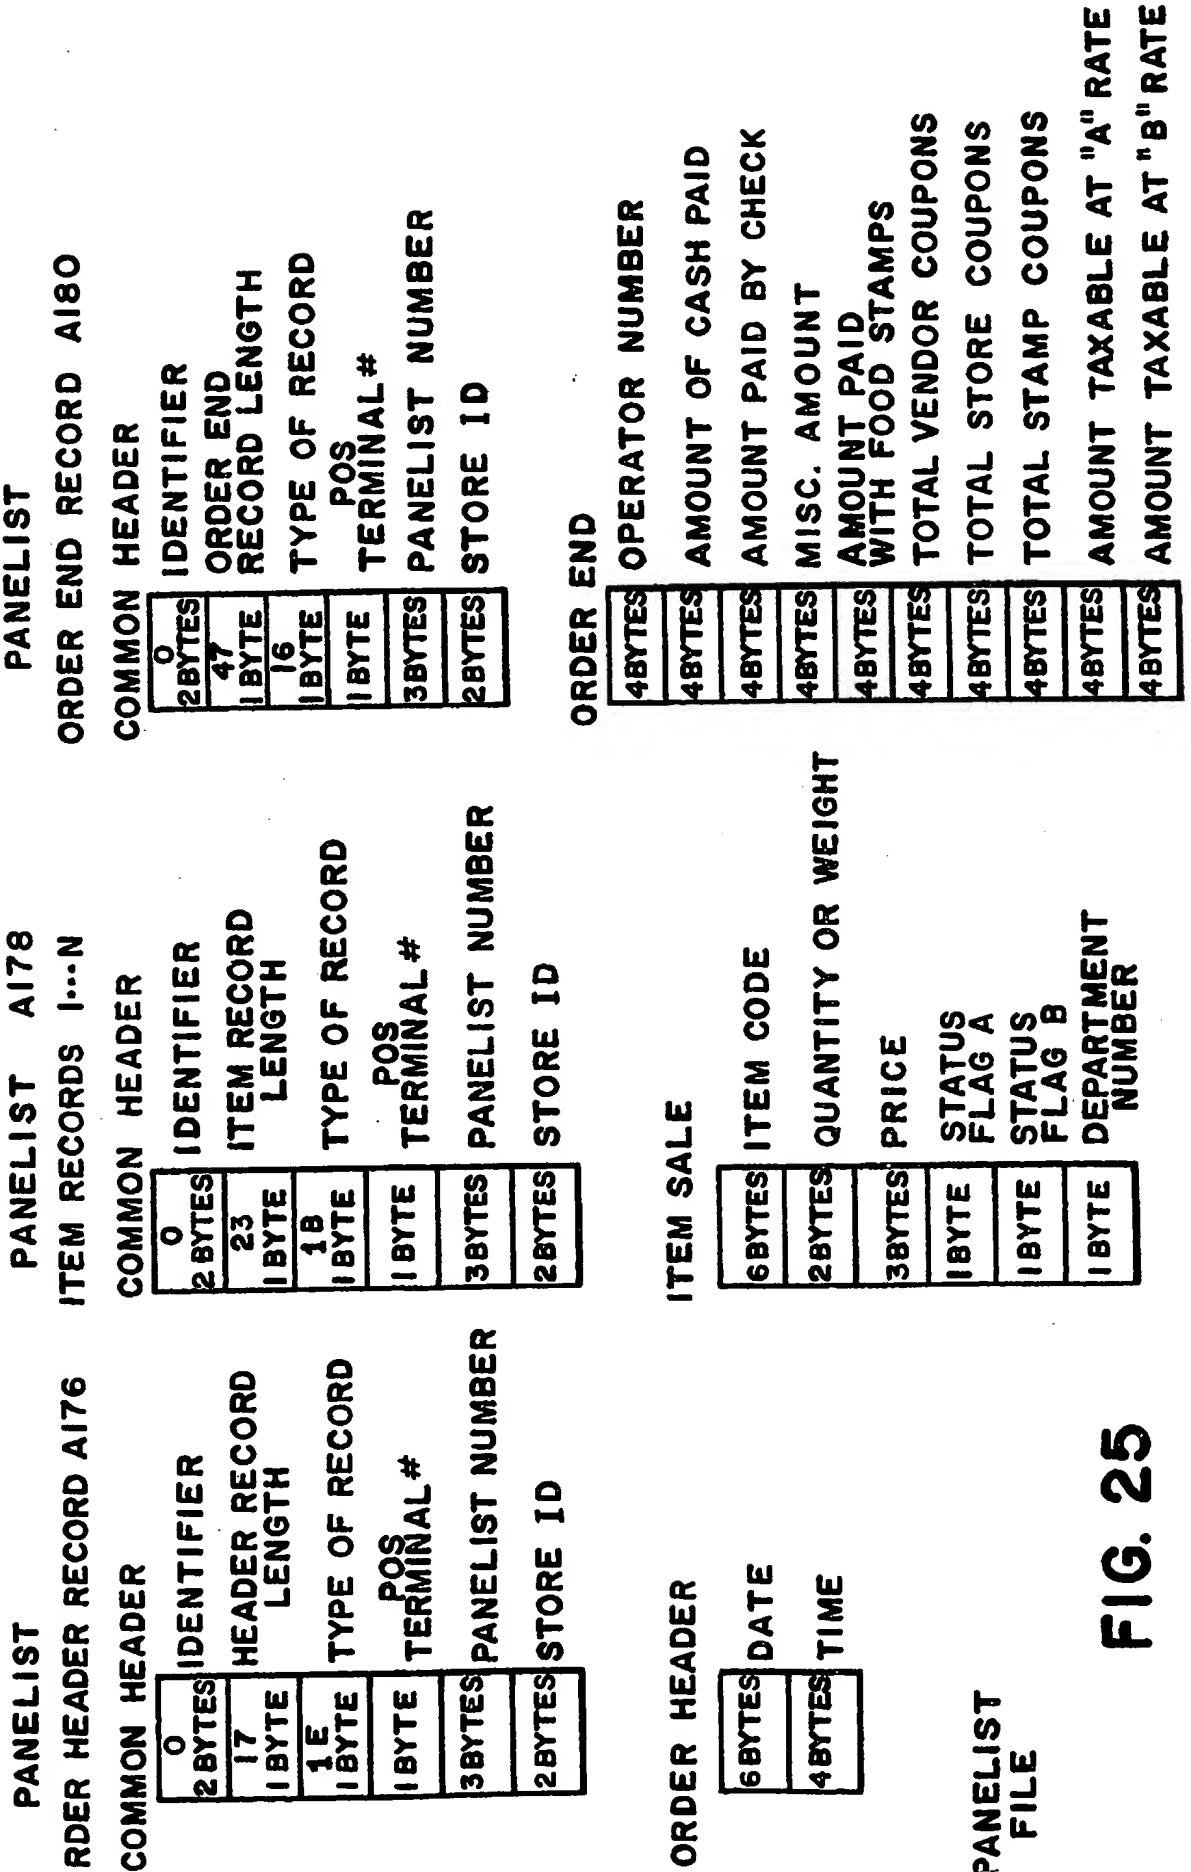 PANELIST
RDER HEADER RECORD A176
COMMON HEADER
0
2 BYTES IDENTIFIER
17
1 BYTE HEADER RECORD LENGTH
1E
1 BYTE TYPE OF RECORD
1 BYTE POS TERMINAL#
3 BYTES PANELIST NUMBER
2 BYTES STORE ID
ORDER HEADER
6 BYTES DATE
4 BYTES TIME
PANELIST
FILE
PANELIST A178
ITEM RECORDS 1...N
COMMON HEADER
0
2 BYTES IDENTIFIER
23
1 BYTE ITEM RECORD LENGTH
1B
1 BYTE TYPE OF RECORD
1 BYTE POS TERMINAL#
3 BYTES PANELIST NUMBER
2 BYTES STORE ID
ITEM SALE
6 BYTES ITEM CODE
2 BYTES QUANTITY OR WEIGHT
3 BYTES PRICE
1 BYTE STATUS FLAG A
1 BYTE STATUS FLAG B
1 BYTE DEPARTMENT NUMBER
PANELIST
ORDER END RECORD A180
COMMON HEADER
0
2 BYTES IDENTIFIER
47
1 BYTE ORDER END RECORD LENGTH
16
1 BYTE TYPE OF RECORD
1 BYTE POS TERMINAL#
3 BYTES PANELIST NUMBER
2 BYTES STORE ID
ORDER END
4 BYTES OPERATOR NUMBER
4 BYTES AMOUNT OF CASH PAID
4 BYTES AMOUNT PAID BY CHECK
4 BYTES MISC. AMOUNT
4 BYTES AMOUNT PAID WITH FOOD STAMPS
4 BYTES TOTAL VENDOR COUPONS
4 BYTES TOTAL STORE COUPONS
4 BYTES TOTAL STAMP COUPONS
4 BYTES AMOUNT TAXABLE AT "A" RATE
4 BYTES AMOUNT TAXABLE AT "B" RATE
FIG. 25